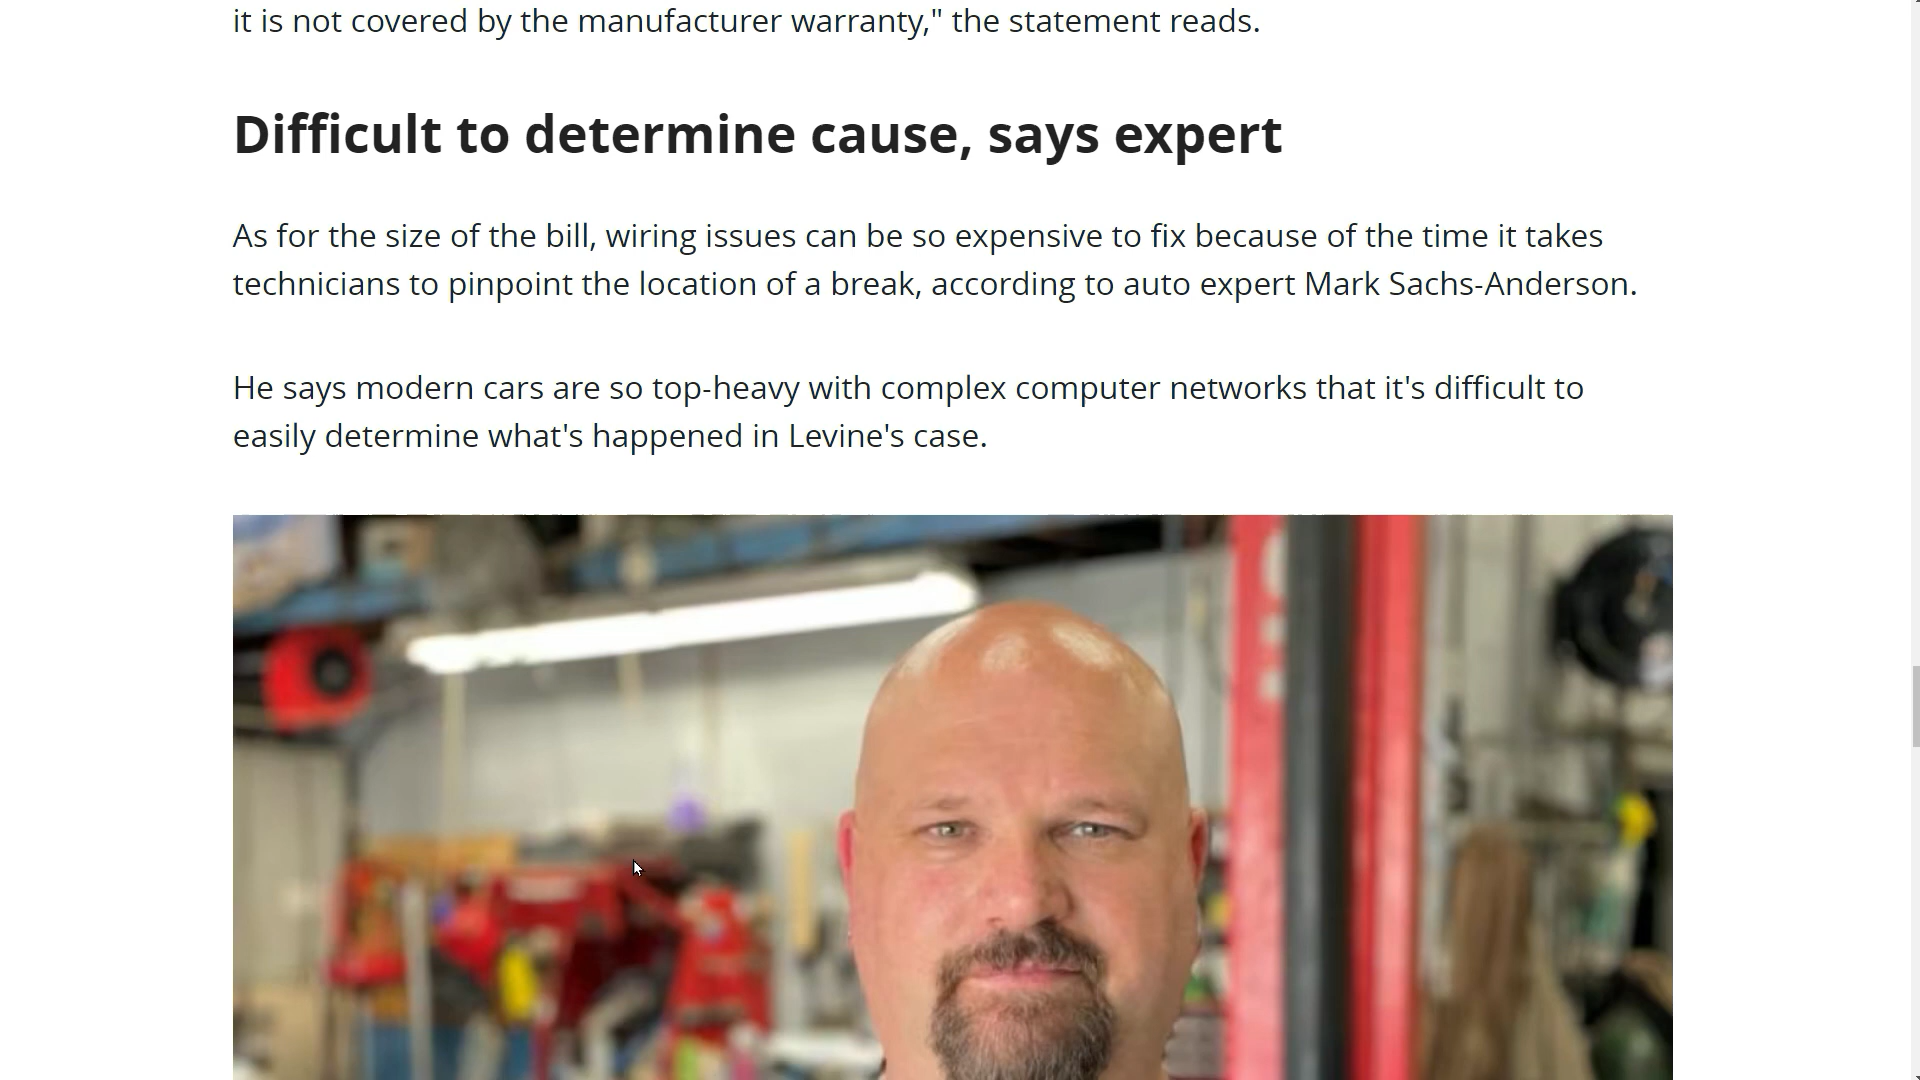 it is not covered by the manufacturer warranty," the statement reads.
Difficult to determine cause, says expert
As for the size of the bill, wiring issues can be so expensive to fix because of the time it takes
technicians to pinpoint the location of a break, according to auto expert Mark Sachs-Anderson.
He says modern cars are so top-heavy with complex computer networks that it's difficult to
easily determine what's happened in Levine's case.